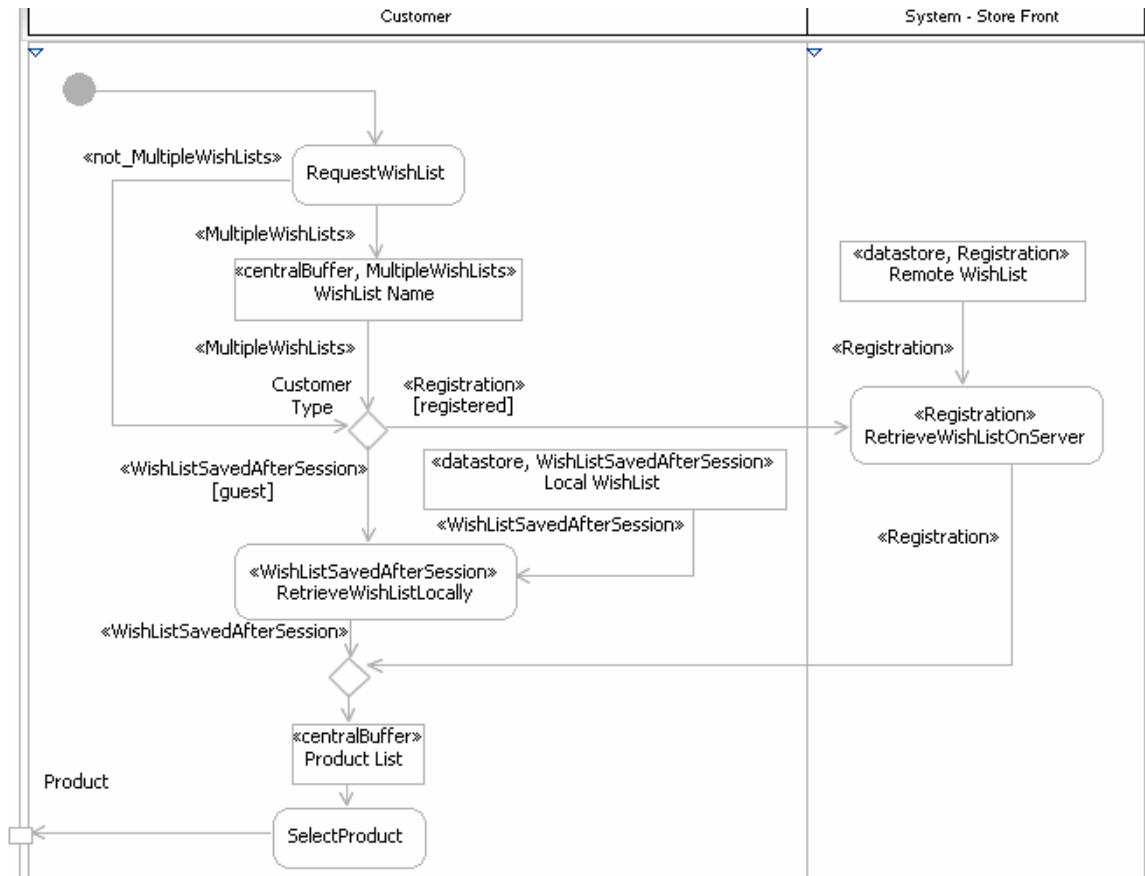 Customer
System - Store Front
«not_MultipleWishLists»
RequestWishList
«MultipleWishLists»
«centralBuffer, MultipleWishLists»
WishList Name
«datastore, Registration»
Remote WishList
«MultipleWishLists»
«Registration»
Customer
Type
«Registration»
[registered]
«Registration»
RetrieveWishListOnServer
«WishListSavedAfterSession»
[guest]
«datastore, WishListSavedAfterSession»
Local WishList
«WishListSavedAfterSession»
«Registration»
«WishListSavedAfterSession»
RetrieveWishListLocally
«WishListSavedAfterSession»
«centralBuffer»
Product List
Product
SelectProduct